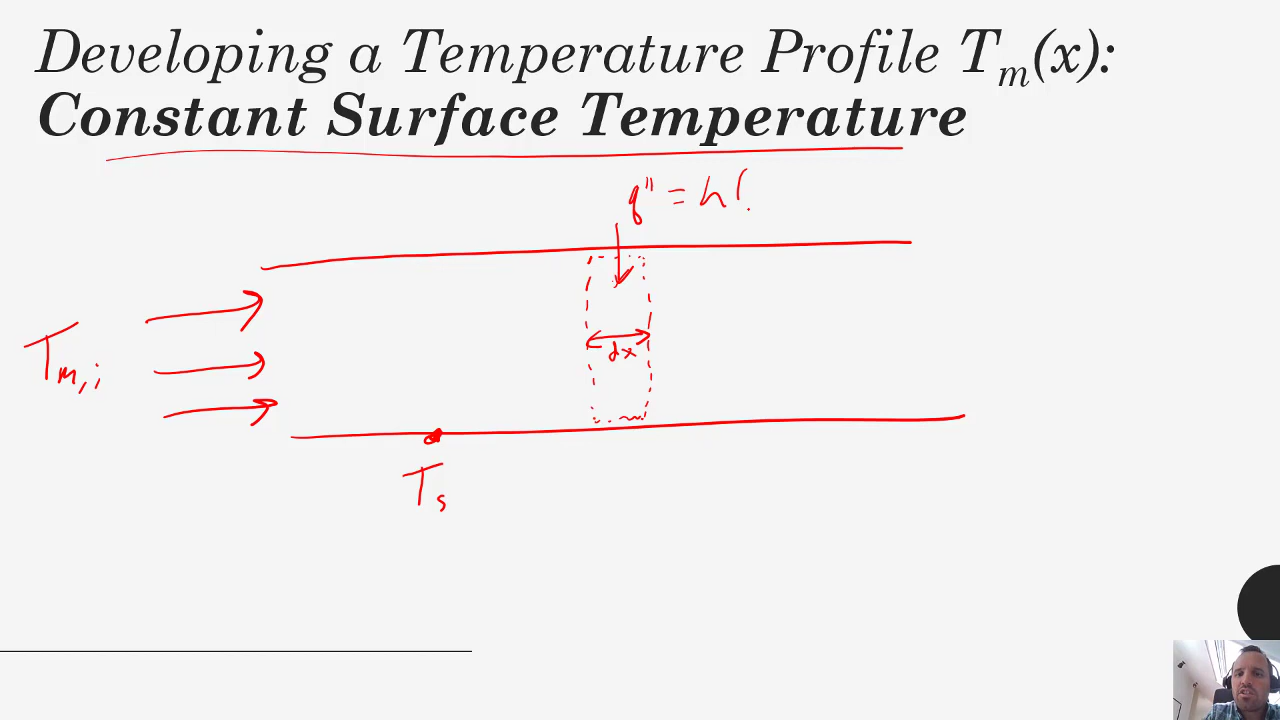 Developing a Temperature Profile Tm(x):
Constant Surface Temperature
q" = h(
Tm,i
dx
Ts